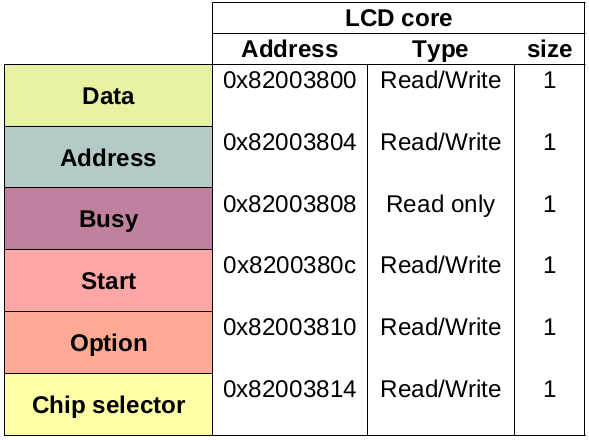 LCD core
Address Type size
Data 0x82003800 Read/Write 1
Address 0x82003804 Read/Write 1
Busy 0x82003808 Read only 1
Start 0x8200380c Read/Write 1
Option 0x82003810 Read/Write 1
Chip selector 0x82003814 Read/Write 1